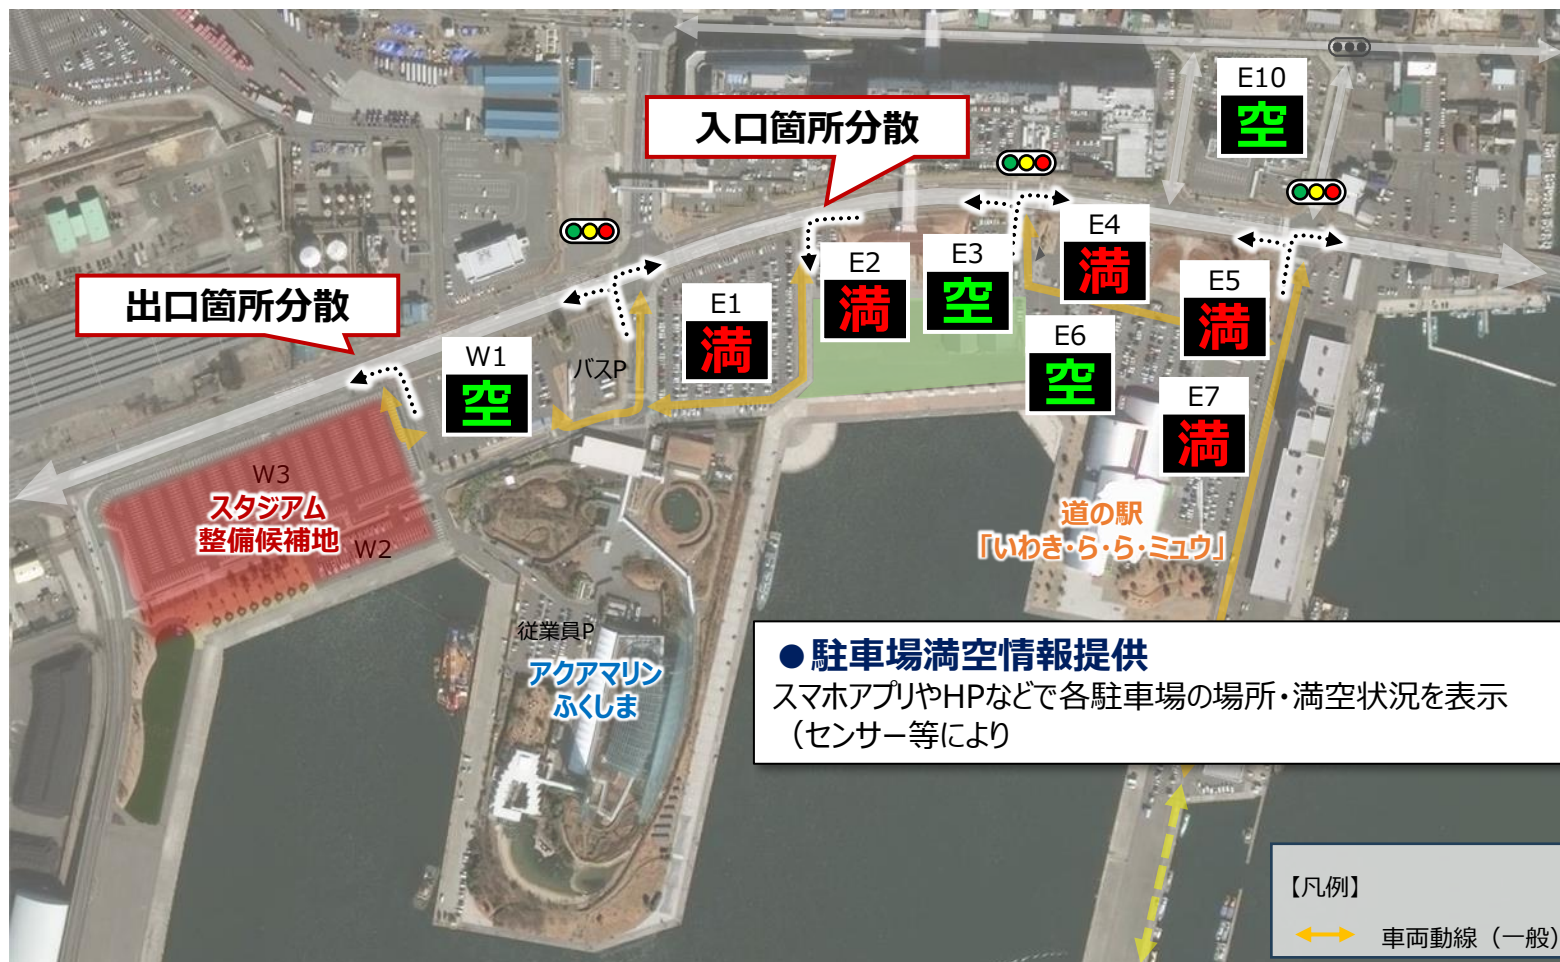 E10
空
入口箇所分散
E4
満
E3
空
E2
満
E5
満
出口箇所分散
E1
満
E6
空
W1
空
バスP
E7
満
W3
スタジアム
整備候補地
W2
道の駅
「いわき・ら・ら・ミュウ」
従業員P
アクアマリン
ふくしま
●駐車場満空情報提供
スマホアプリやHPなどで各駐車場の場所・満空状況を表示
（センサー等により
【凡例】
車両動線（一般）